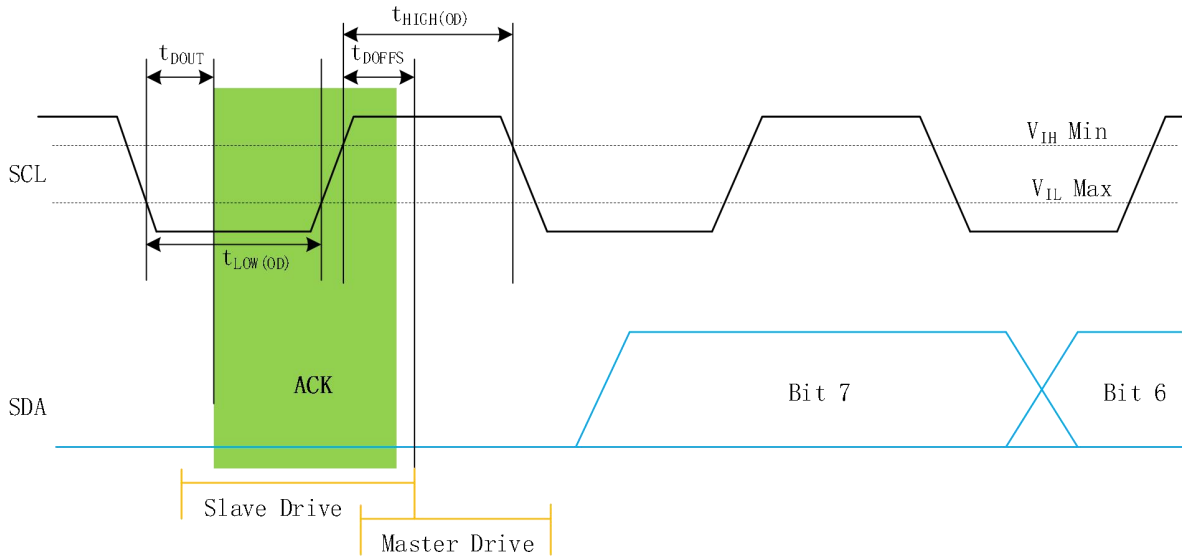 tHIGH(OD)
tDOUT
tDOFFS
VIH Min
SCL
VIL Max
tLOW(OD)
ACK
Bit 7
Bit 6
SDA
Slave Drive
Master Drive